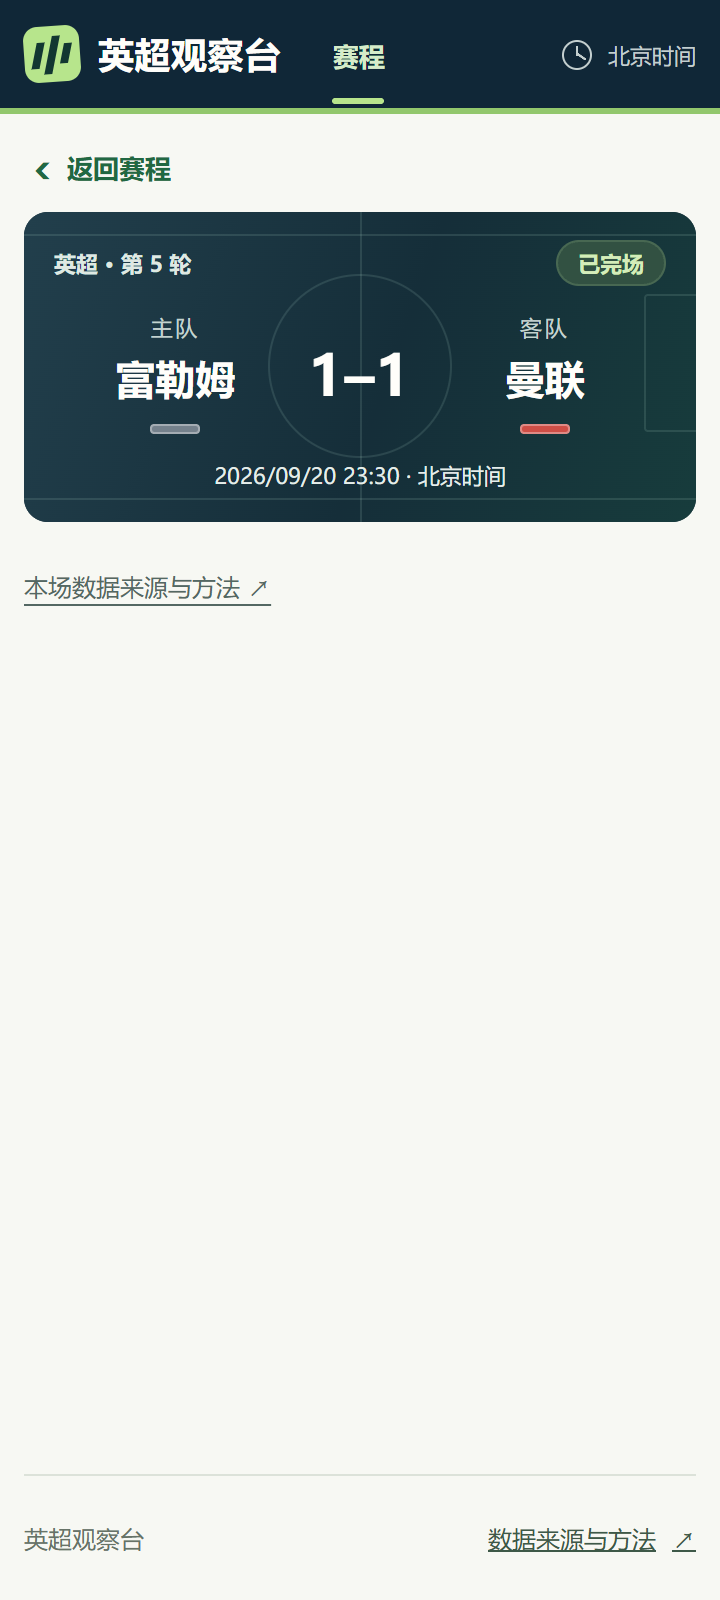 英超观察台 赛程 北京时间
返回赛程
英超 · 第 5 轮 已完场
主队 客队
富勒姆 1–1 曼联
2026/09/20 23:30 · 北京时间
本场数据来源与方法 ↗
英超观察台 数据来源与方法 ↗